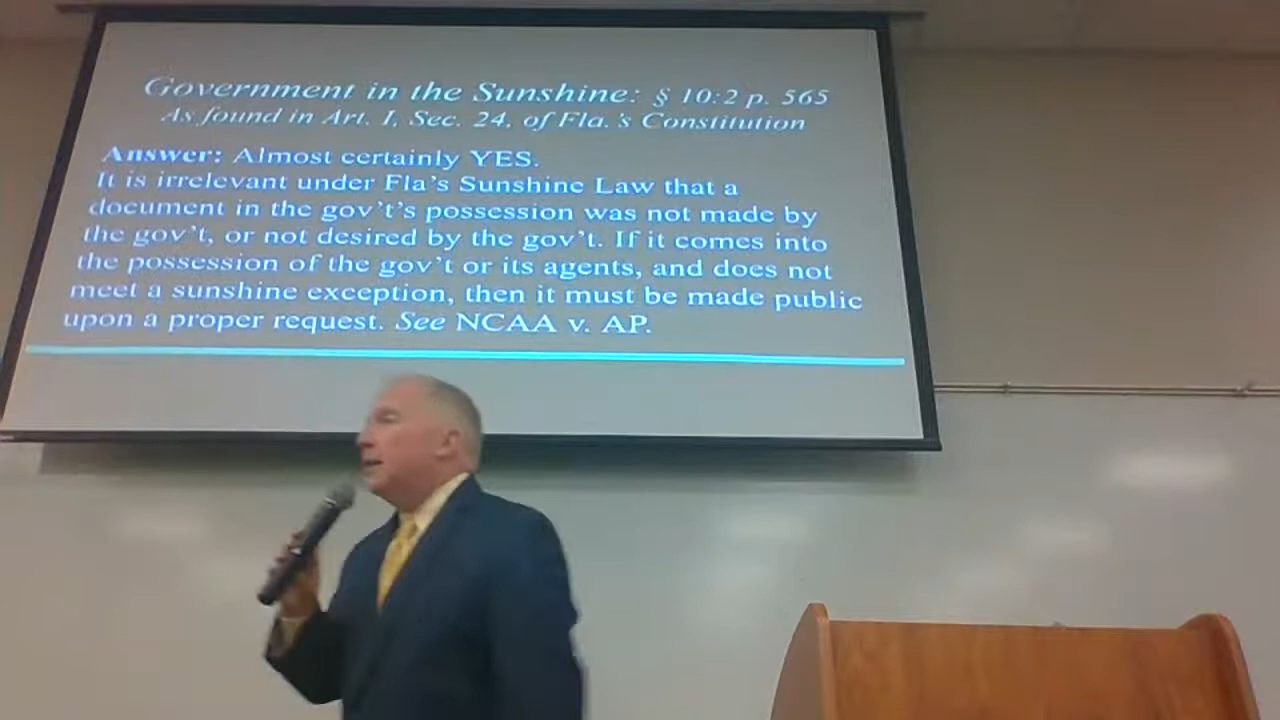 Government in the Sunshine: § 10:2 p. 565
As found in Art. I, Sec. 24, of Fla.'s Constitution
Answer: Almost certainly YES.
It is irrelevant under Fla's Sunshine Law that a
document in the gov't's possession was not made by
the gov't, or not desired by the gov't. If it comes into
the possession of the gov't or its agents, and does not
meet a sunshine exception, then it must be made public
upon a proper request. See NCAA v. AP.